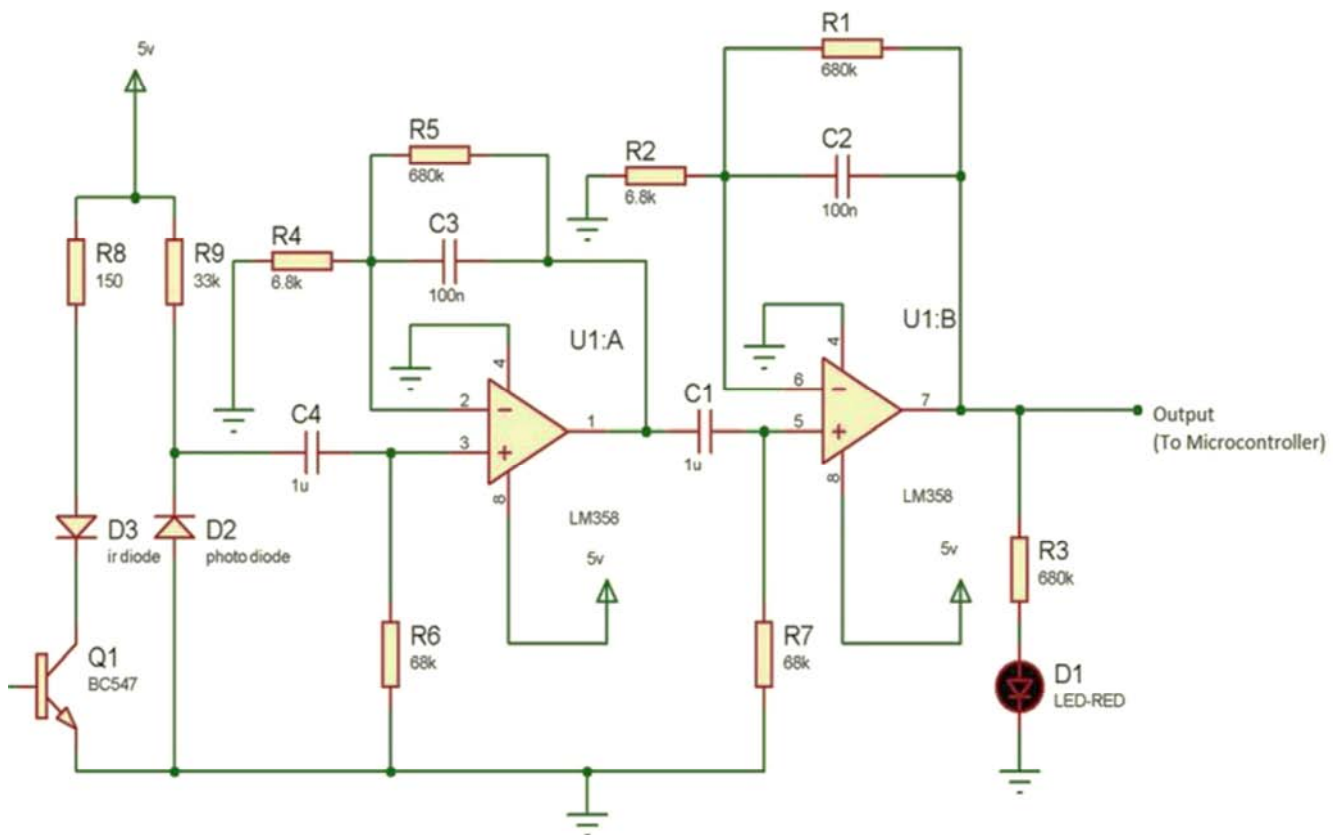 R1
680k
5v
R5
680k
C2
100n
R2
6.8k
C3
100n
R4
6.8k
R8
150
R9
33k
U1:A
U1:B
4
4
C4
1u
2
3
1
8
C1
1u
6
5
7
8
Output
(To Microcontroller)
LM358
LM358
D3
ir diode
D2
photo diode
5v
5v
R3
680k
R6
68k
R7
68k
Q1
BC547
D1
LED-RED